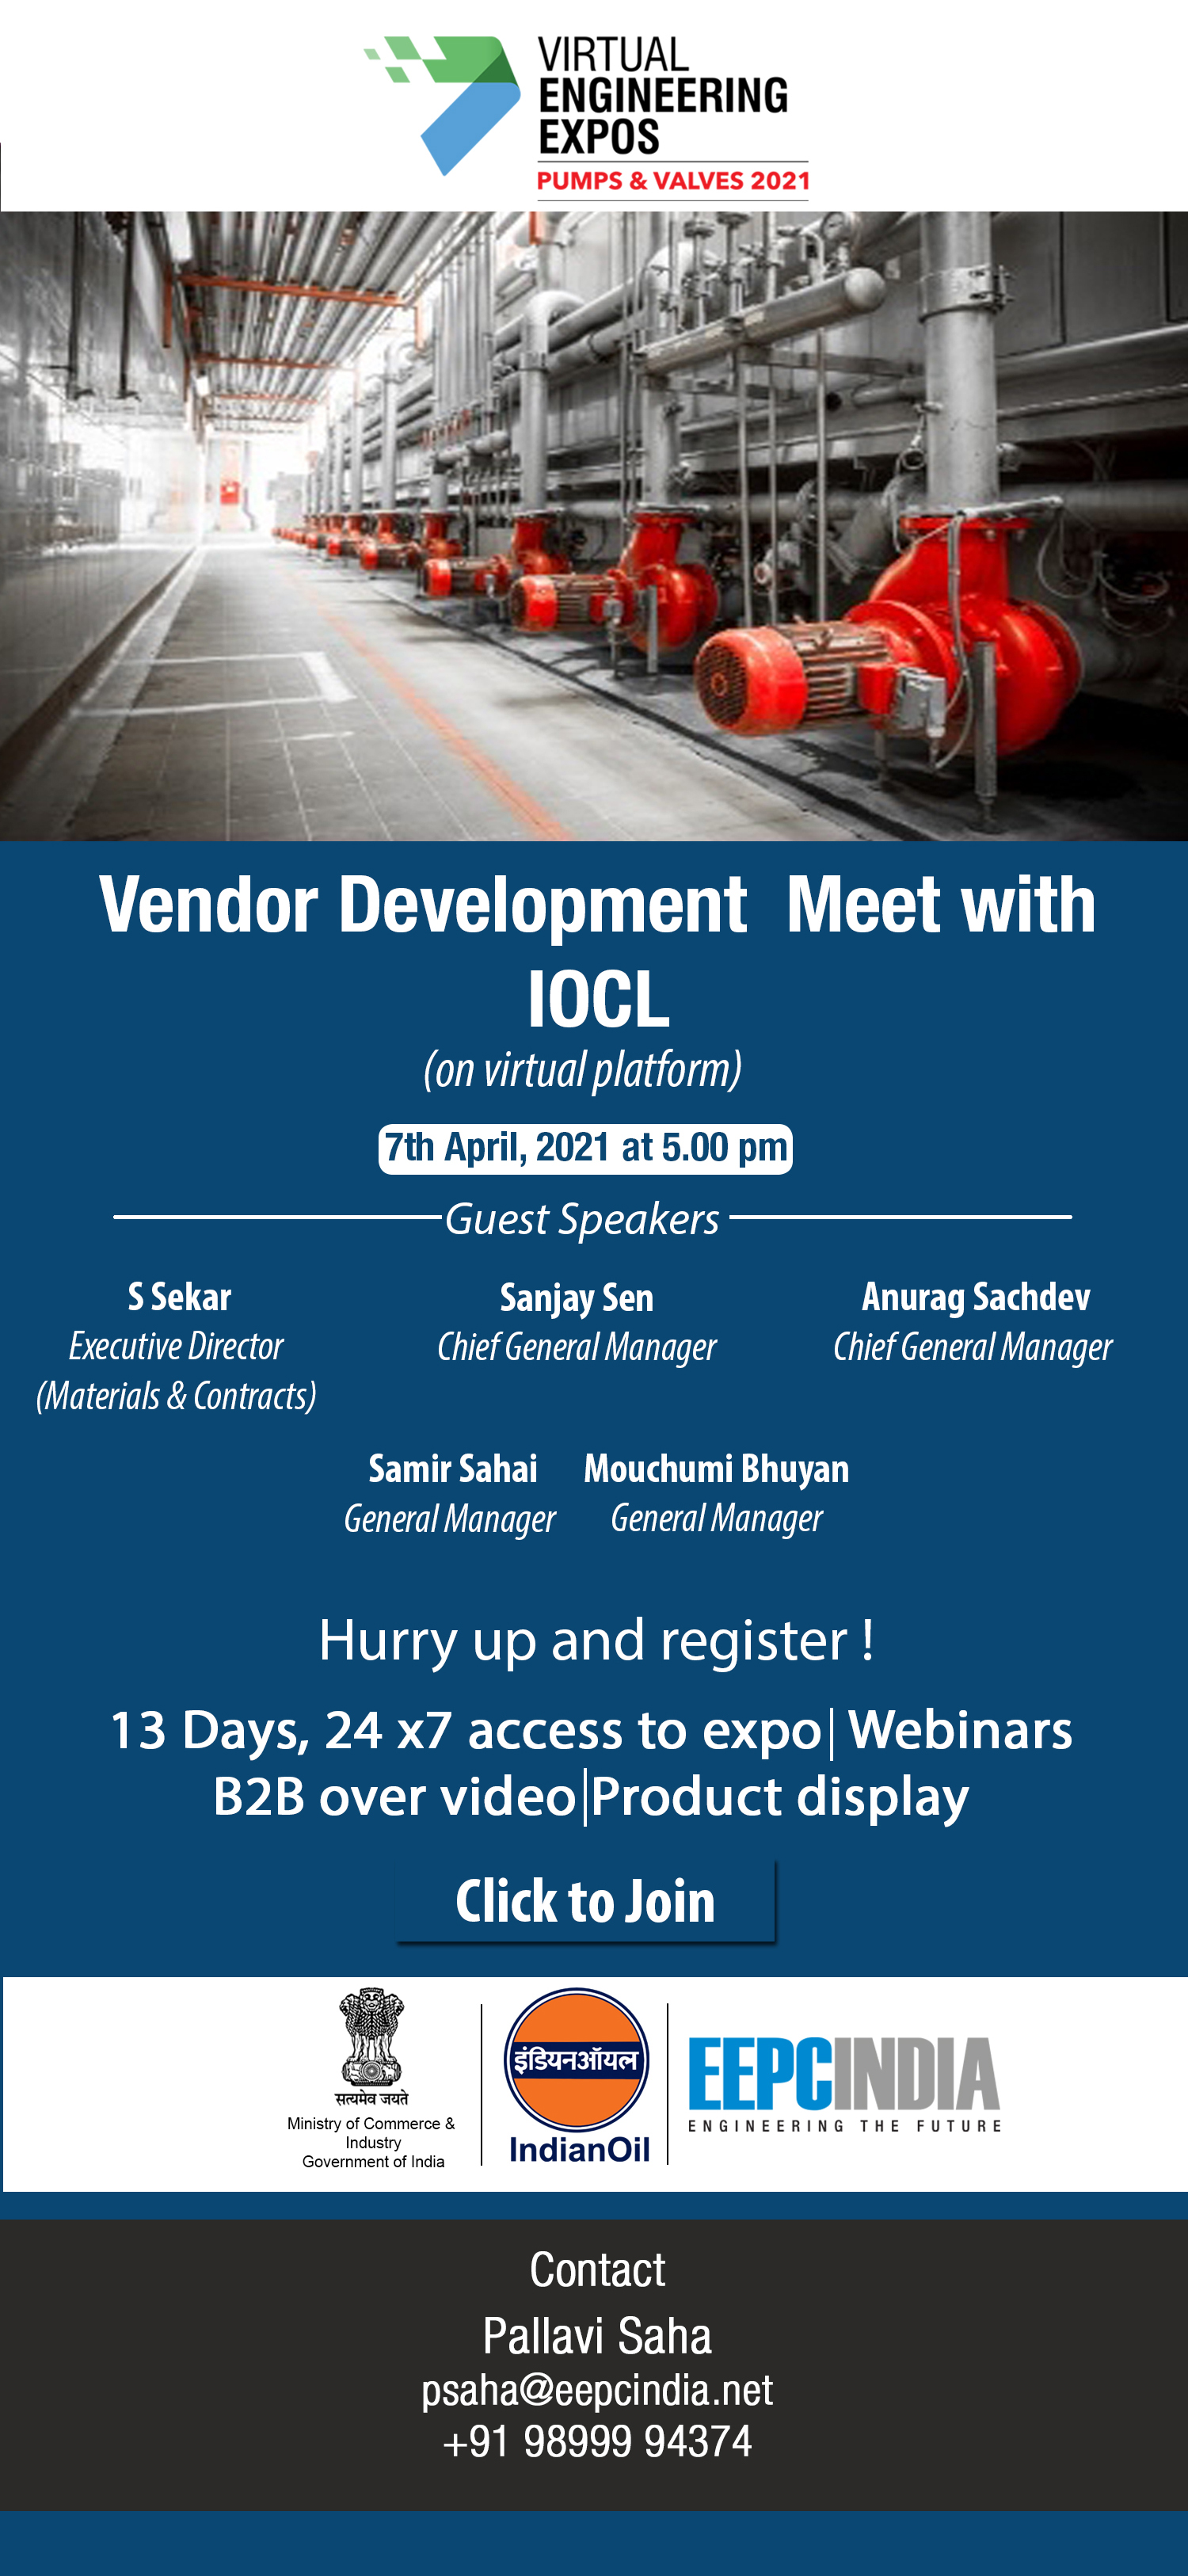 VIRTUAL
ENGINEERING
EXPOS
PUMPS & VALVES 2021
Vendor Development Meet with
IOCL
(on virtual platform)
7th April, 2021 at 5.00 pm
Guest Speakers
S Sekar
Executive Director
(Materials & Contracts)
Sanjay Sen
Chief General Manager
Anurag Sachdev
Chief General Manager
Samir Sahai
General Manager
Mouchumi Bhuyan
General Manager
Hurry up and register !
13 Days, 24 x7 access to expo| Webinars
B2B over video|Product display
Click to Join
सत्यमेव जयते
Ministry of Commerce &
Industry
Government of India
इंडियनऑयल
IndianOil
EEPCINDIA
ENGINEERING THE FUTURE
Contact
Pallavi Saha
psaha@eepcindia.net
+91 98999 94374